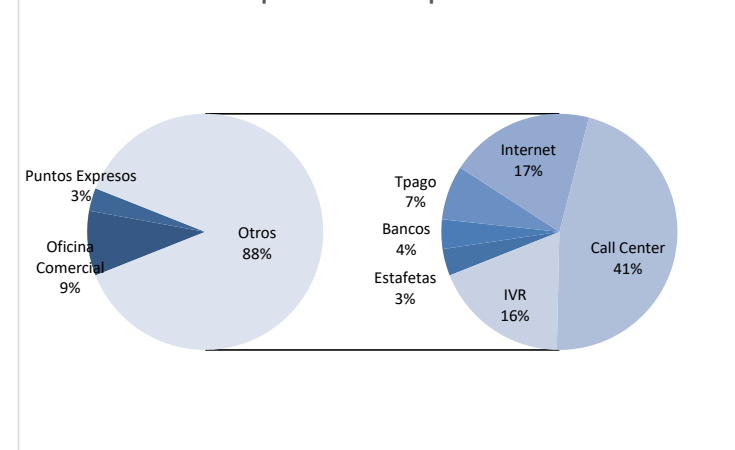 Puntos Expresos
3%
Oficina
Comercial
9%
Otros
88%
Internet
17%
Tpago
7%
Bancos
4%
Estafetas
3%
IVR
16%
Call Center
41%